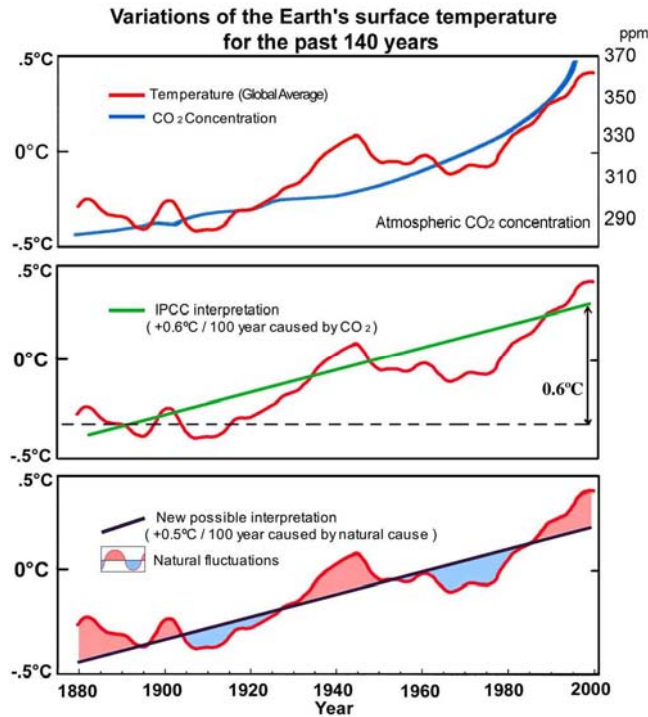 Variations of the Earth's surface temperature
for the past 140 years
ppm
.5°C
370
Temperature (Global Average)
350
CO2 Concentration
330
0°C
310
Atmospheric CO2 concentration
290
-.5°C
.5°C
IPCC interpretation
( +0.6°C / 100 year caused by CO2 )
0°C
0.6°C
-.5°C
.5°C
New possible interpretation
( +0.5°C / 100 year caused by natural cause )
Natural fluctuations
0°C
-.5°C
1880 1900 1920 1940 1960 1980 2000
Year